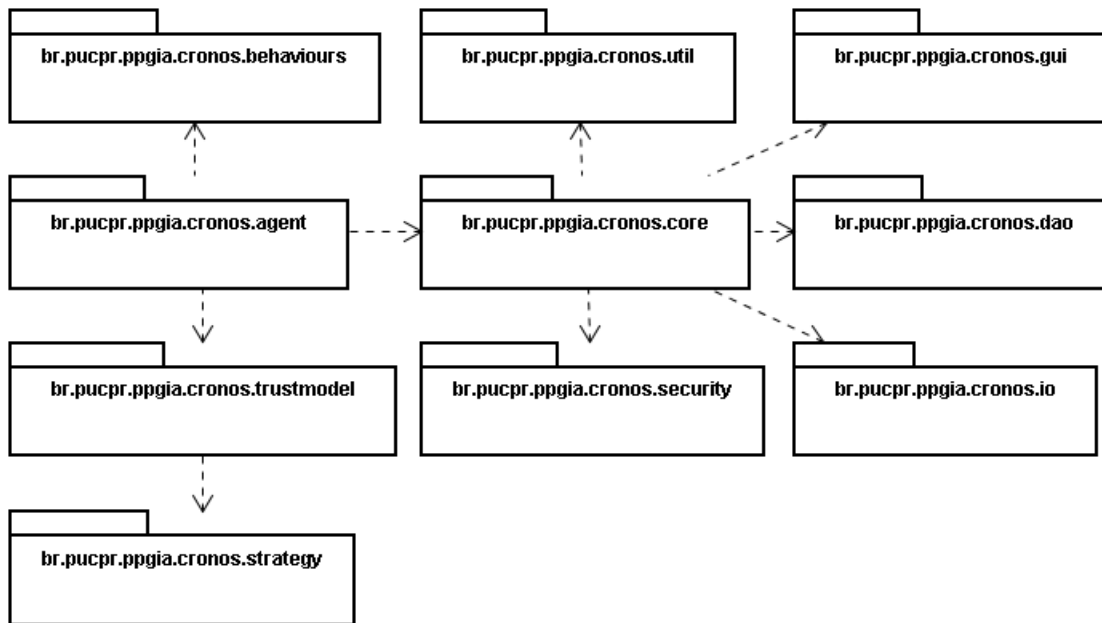 br.pucpr.ppgia.cronos.behaviours
br.pucpr.ppgia.cronos.util
br.pucpr.ppgia.cronos.gui
br.pucpr.ppgia.cronos.agent
br.pucpr.ppgia.cronos.core
br.pucpr.ppgia.cronos.dao
br.pucpr.ppgia.cronos.trustmodel
br.pucpr.ppgia.cronos.security
br.pucpr.ppgia.cronos.io
br.pucpr.ppgia.cronos.strategy